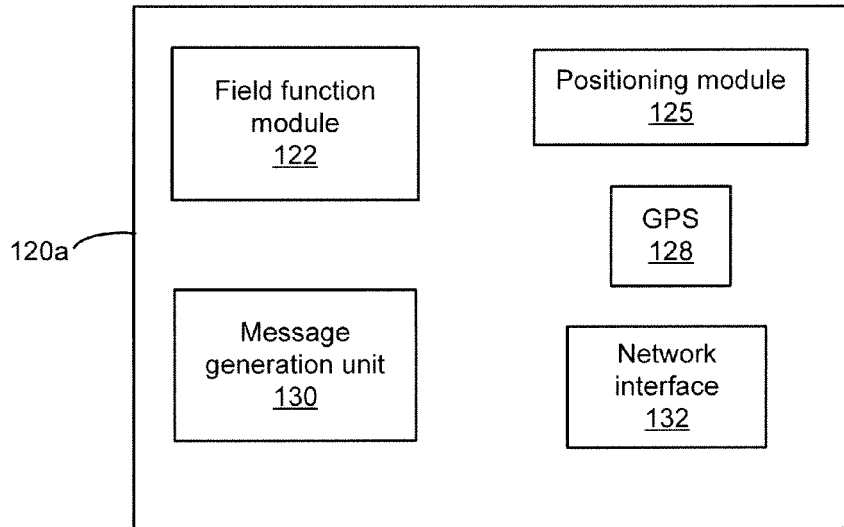 Field function
module
122
Positioning module
125
GPS
128
120a
Message
generation unit
130
Network
interface
132